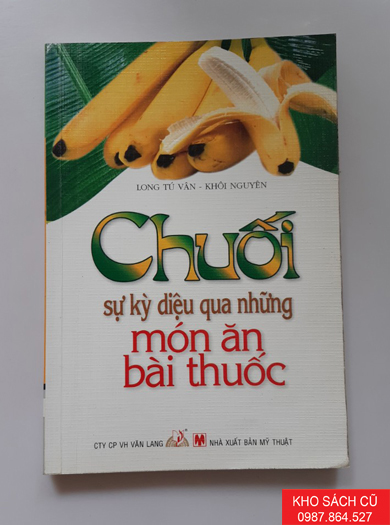 LONG TÚ VÂN - KHÔI NGUYÊN
Chuối
sự kỳ diệu qua những
món ăn
bài thuốc
CTY CP VH VĂN LANG NHÀ XUẤT BẢN MỸ THUẬT
KHO SÁCH CŨ
0987.864.527